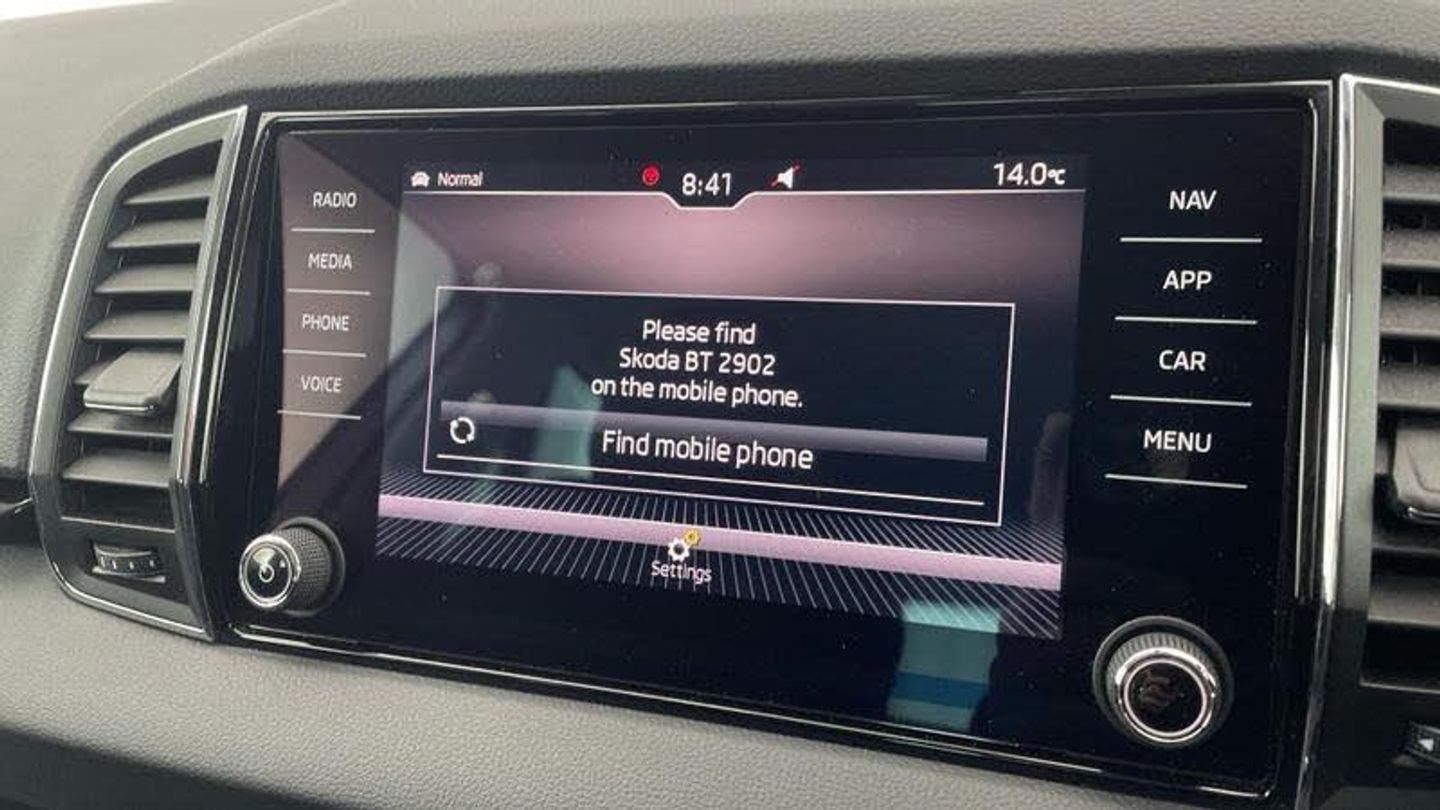 Normal
8:41
14.0°C
RADIO
MEDIA
PHONE
VOICE
Please find
Skoda BT 2902
on the mobile phone.
Find mobile phone
Settings
NAV
APP
CAR
MENU